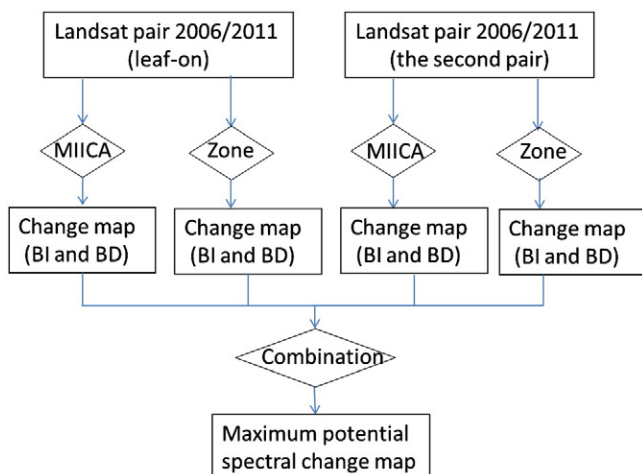 Landsat pair 2006/2011
(leaf-on)
Landsat pair 2006/2011
(the second pair)
MIICA
Zone
MIICA
Zone
Change map
(BI and BD)
Change map
(BI and BD)
Change map
(BI and BD)
Change map
(BI and BD)
Combination
Maximum potential
spectral change map